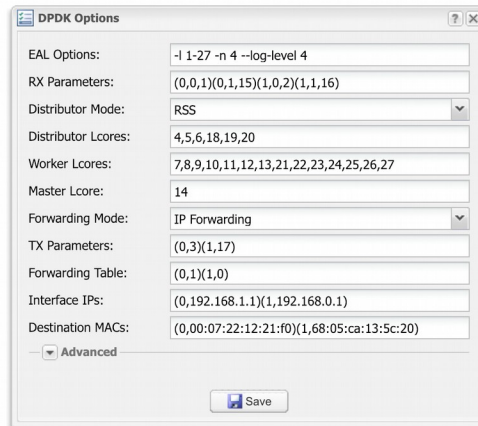 DPDK Options ?
EAL Options: -l 1-27 -n 4 --log-level 4
RX Parameters: (0,0,1)(0,1,15)(1,0,2)(1,1,16)
Distributor Mode: RSS
Distributor Lcores: 4,5,6,18,19,20
Worker Lcores: 7,8,9,10,11,12,13,21,22,23,24,25,26,27
Master Lcore: 14
Forwarding Mode: IP Forwarding
TX Parameters: (0,3)(1,17)
Forwarding Table: (0,1)(1,0)
Interface IPs: (0,192.168.1.1)(1,192.168.0.1)
Destination MACs: (0,00:07:22:12:21:f0)(1,68:05:ca:13:5c:20)
Advanced
Save